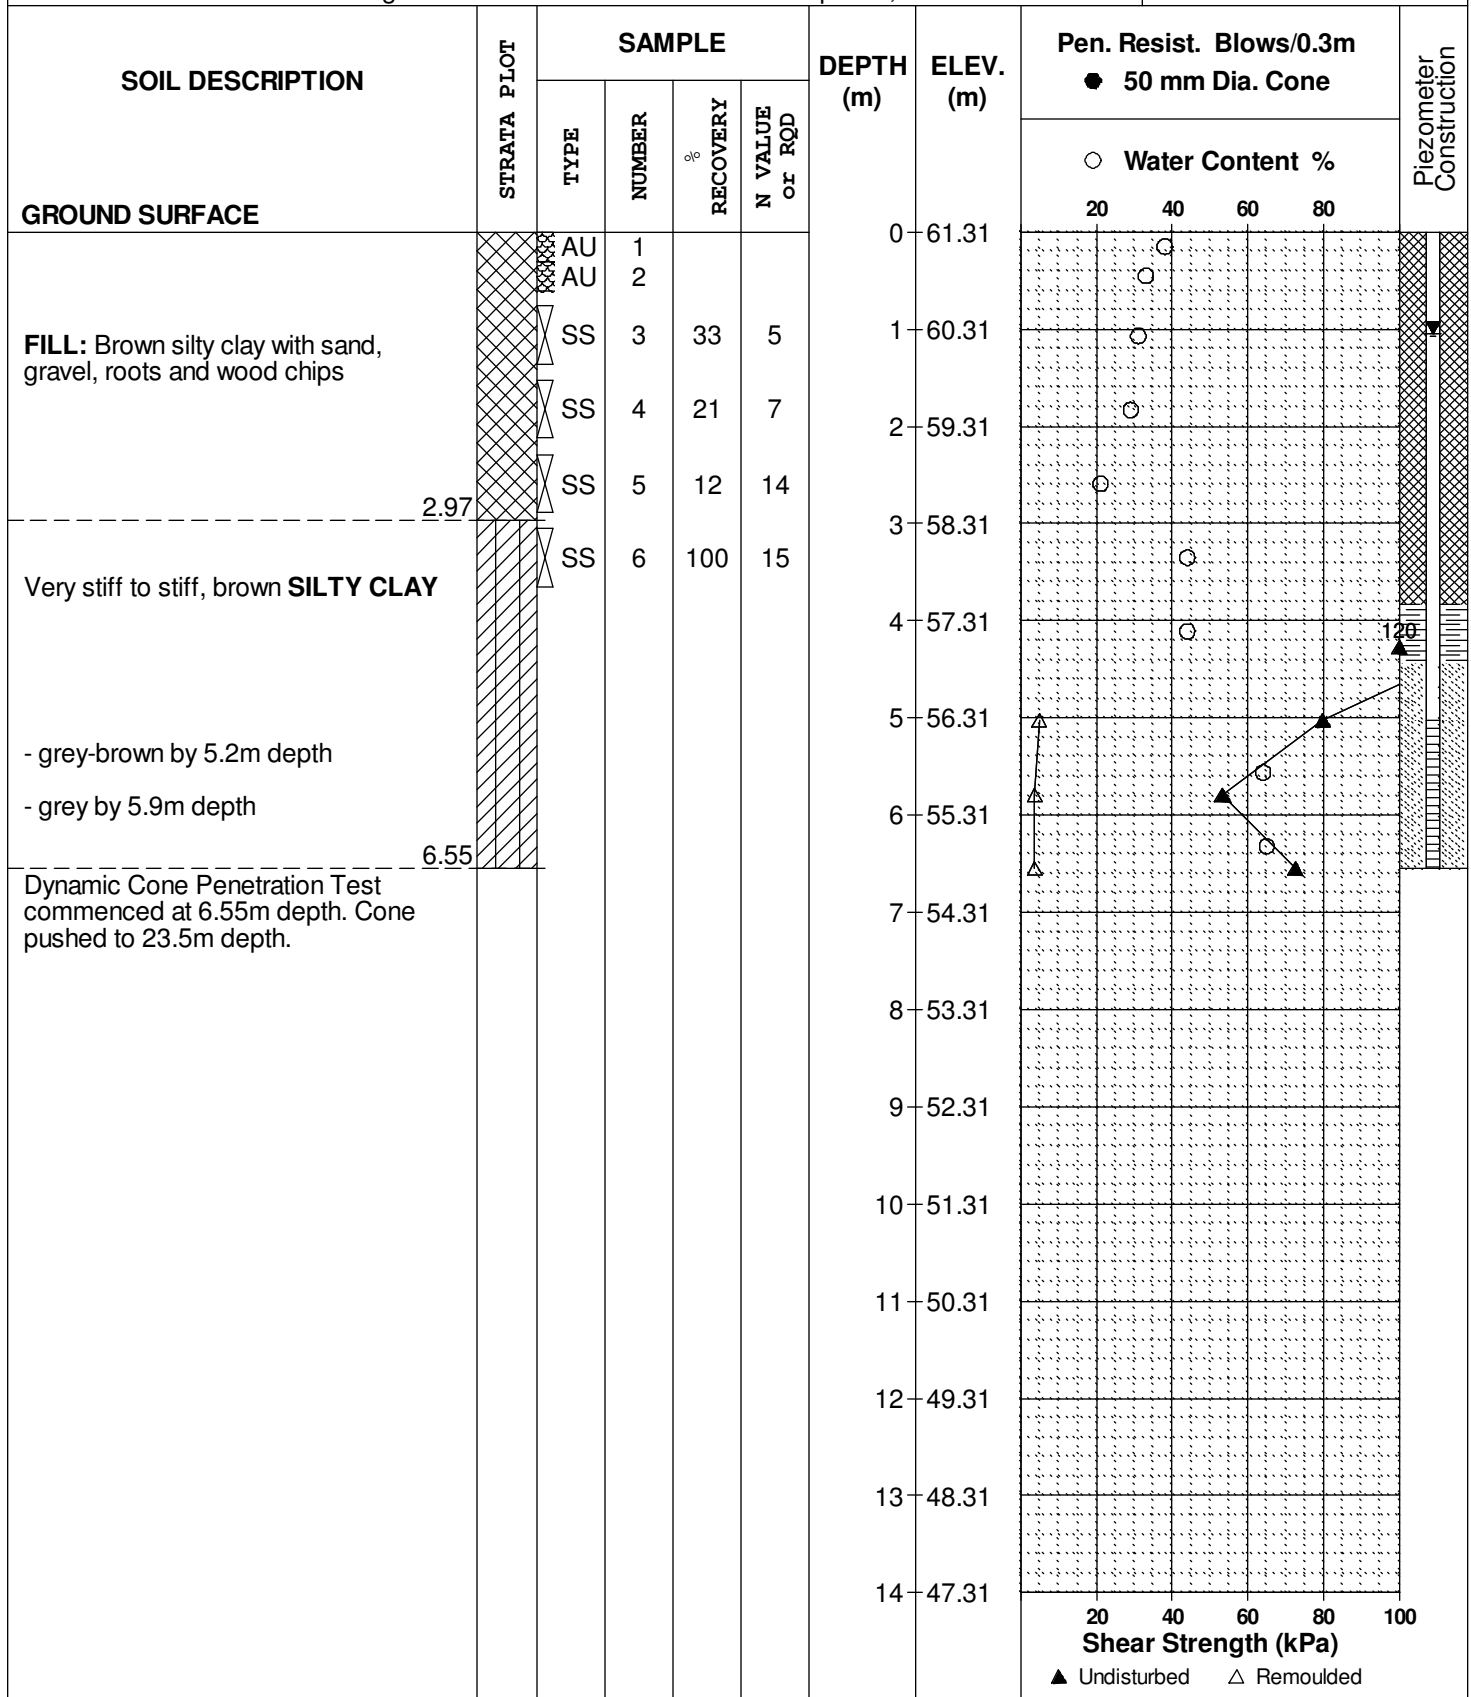 SOIL DESCRIPTION
GROUND SURFACE
STRATA PLOT
SAMPLE
TYPE
NUMBER
%
RECOVERY
N VALUE
or RQD
DEPTH
(m)
ELEV.
(m)
Pen. Resist. Blows/0.3m
● 50 mm Dia. Cone
○ Water Content %
20 40 60 80
Piezometer
Construction
0 61.31
AU 1
AU 2
1 60.31
SS 3 33 5
FILL: Brown silty clay with sand,
gravel, roots and wood chips
SS 4 21 7
2 59.31
SS 5 12 14
2.97
3 58.31
SS 6 100 15
Very stiff to stiff, brown SILTY CLAY
4 57.31
120
5 56.31
- grey-brown by 5.2m depth
- grey by 5.9m depth
6 55.31
6.55
Dynamic Cone Penetration Test
commenced at 6.55m depth. Cone
pushed to 23.5m depth.
7 54.31
8 53.31
9 52.31
10 51.31
11 50.31
12 49.31
13 48.31
14 47.31
20 40 60 80 100
Shear Strength (kPa)
▲ Undisturbed △ Remoulded